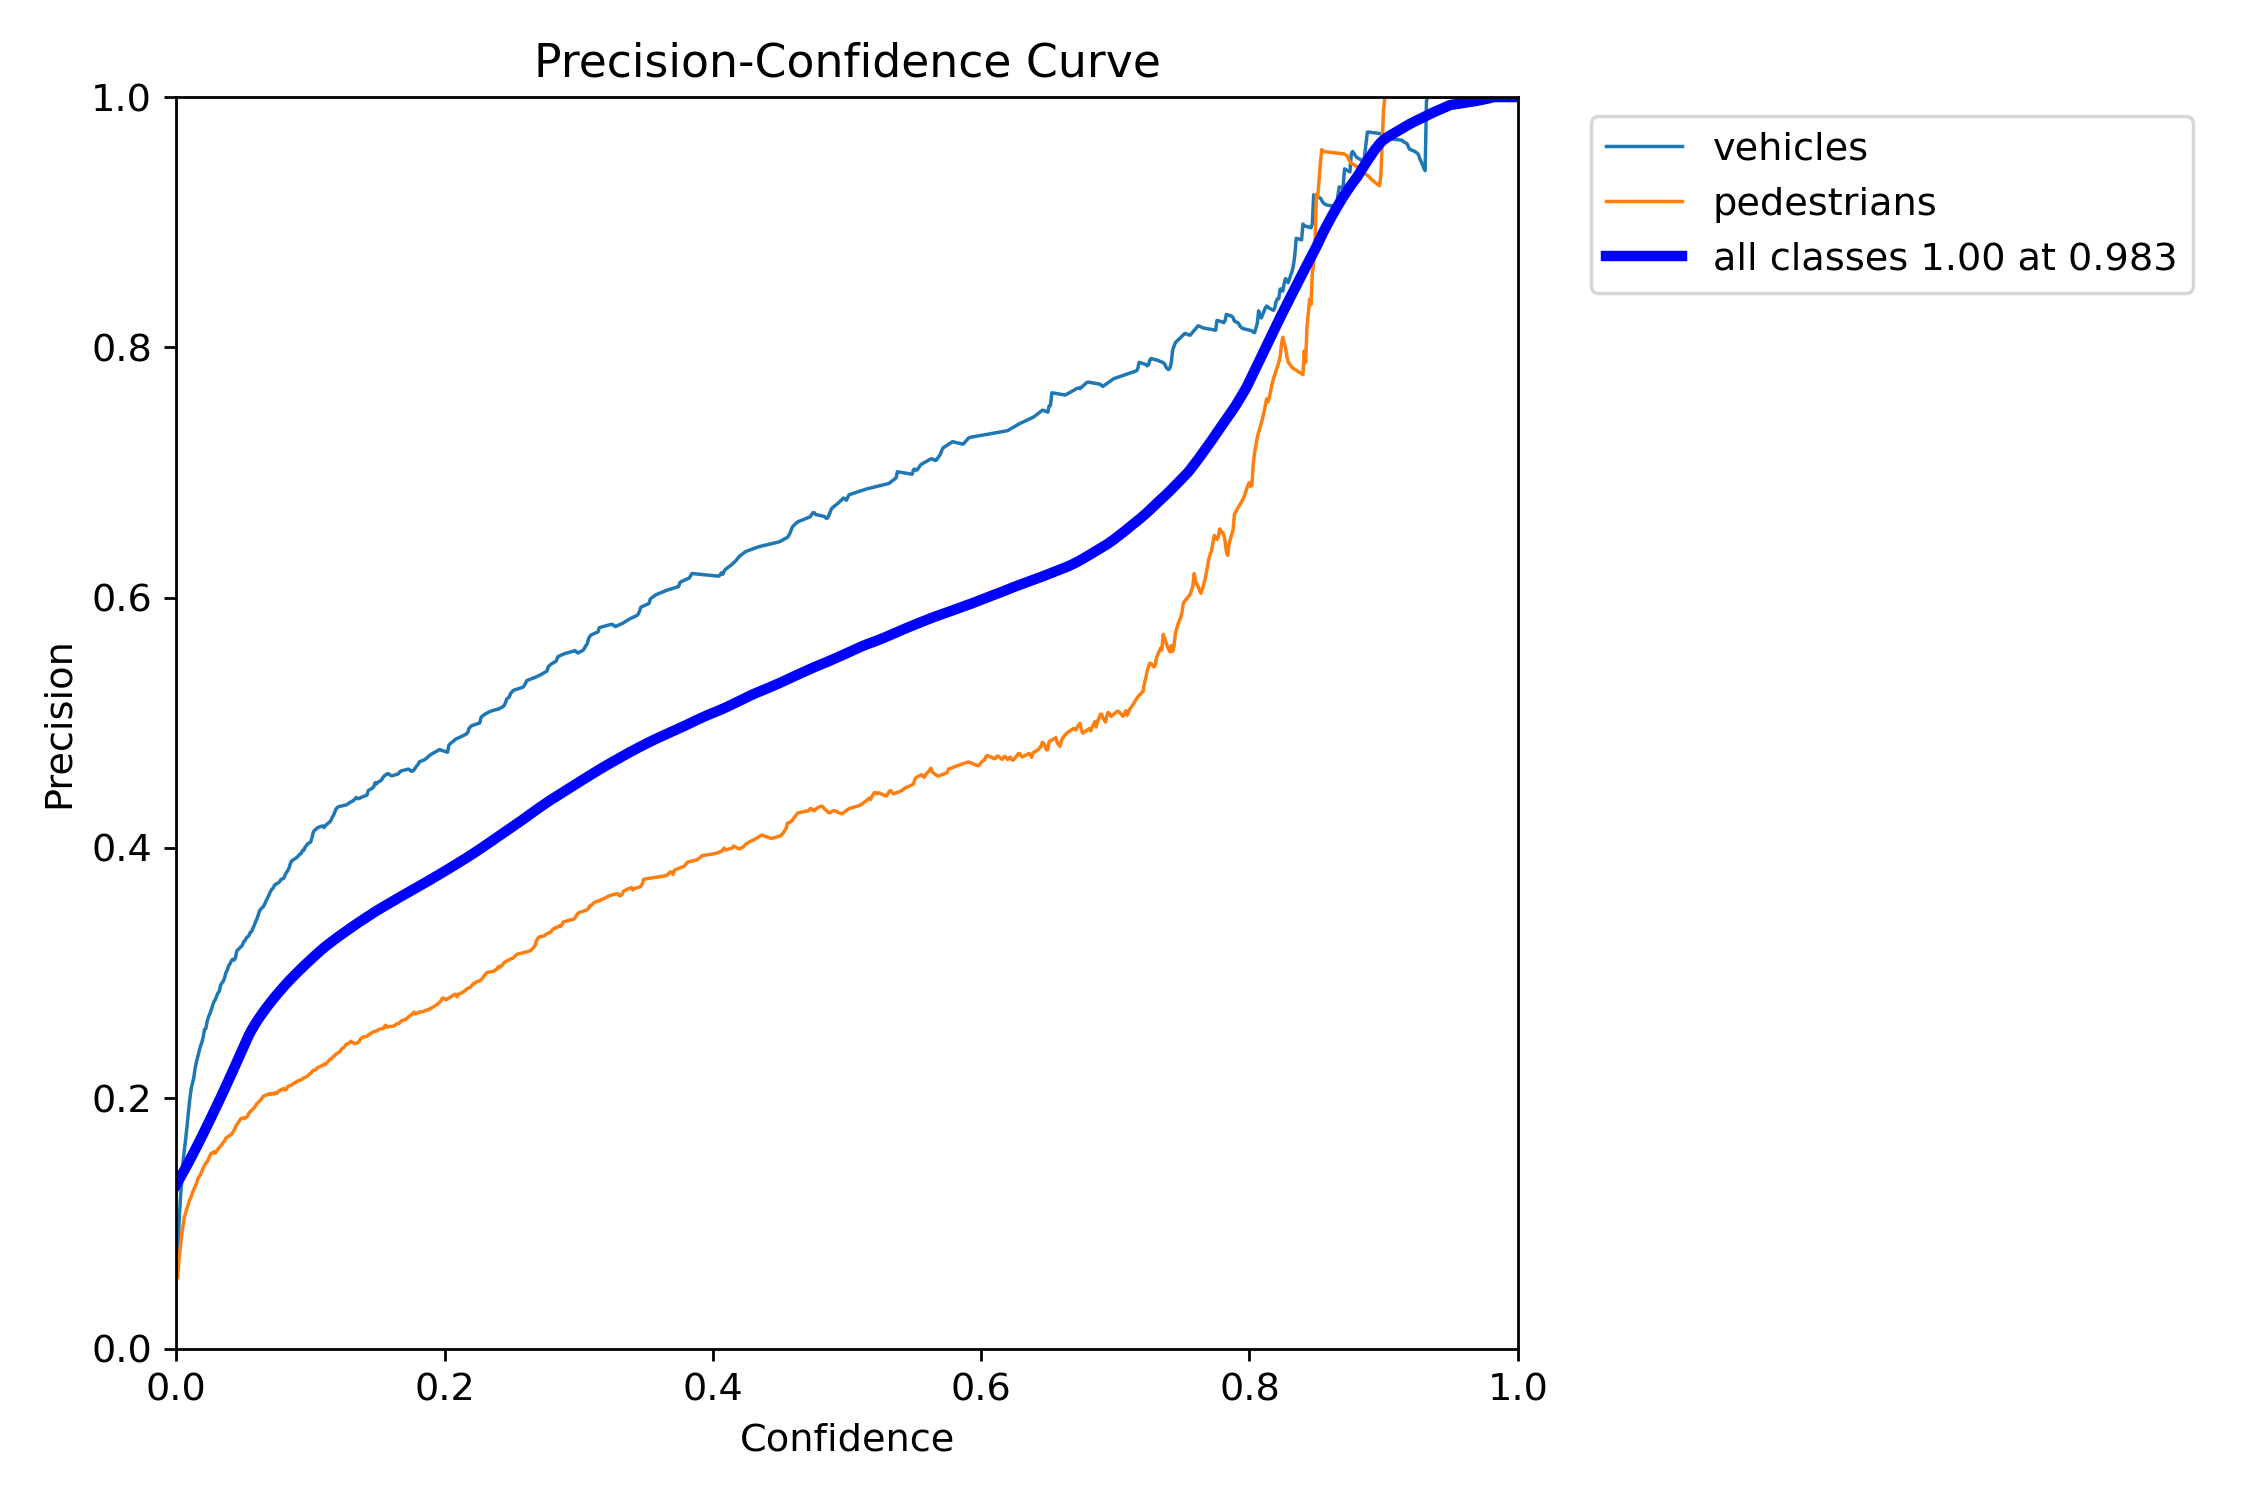 Precision-Confidence Curve
1.0
0.8
0.6
0.4
0.2
0.0
Precision
0.0 0.2 0.4 0.6 0.8 1.0
Confidence
vehicles
pedestrians
all classes 1.00 at 0.983